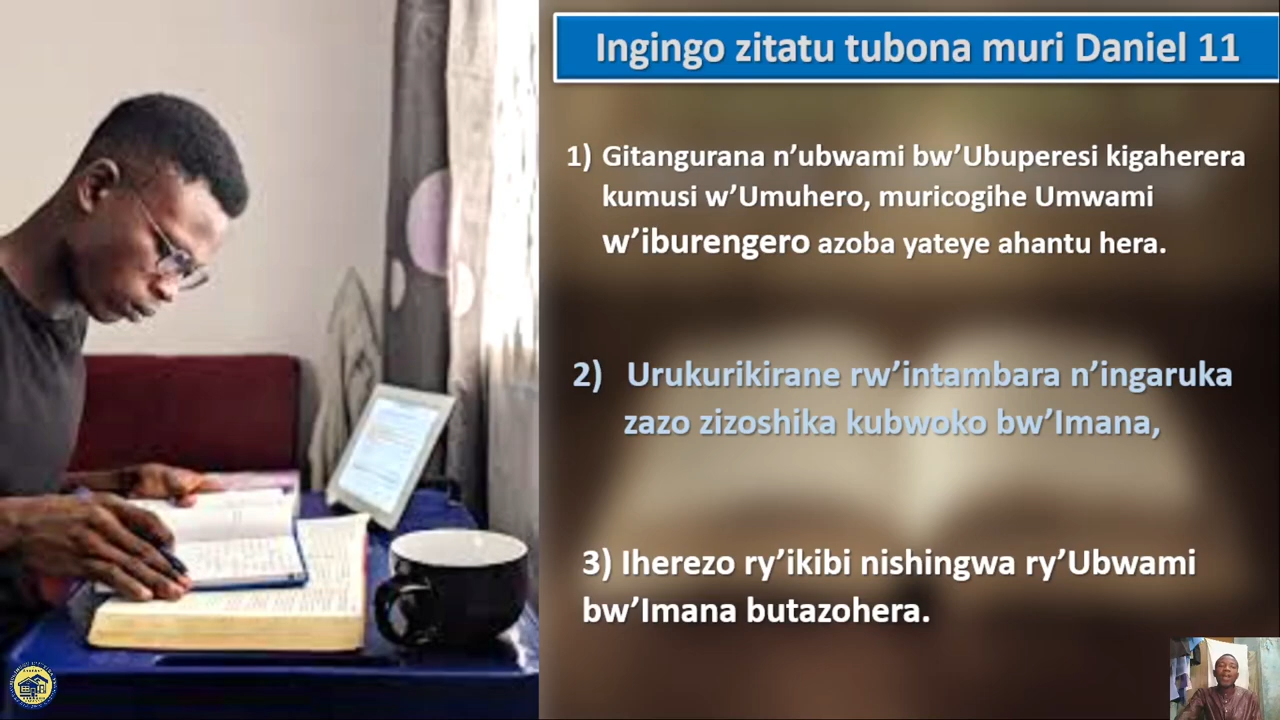 Ingingo zitatu tubona muri Daniel 11
1) Gitangurana n’ubwami bw’Ubuperesi kigaherera
kumusi w’Umuhero, muricogihe Umwami
w’iburengero azoba yateye ahantu hera.
2) Urukurikirane rw’intambara n’ingaruka
zazo zizoshika kubwoko bw’Imana,
3) Iherezo ry’ikibi nishingwa ry’Ubwami
bw’Imana butazohera.